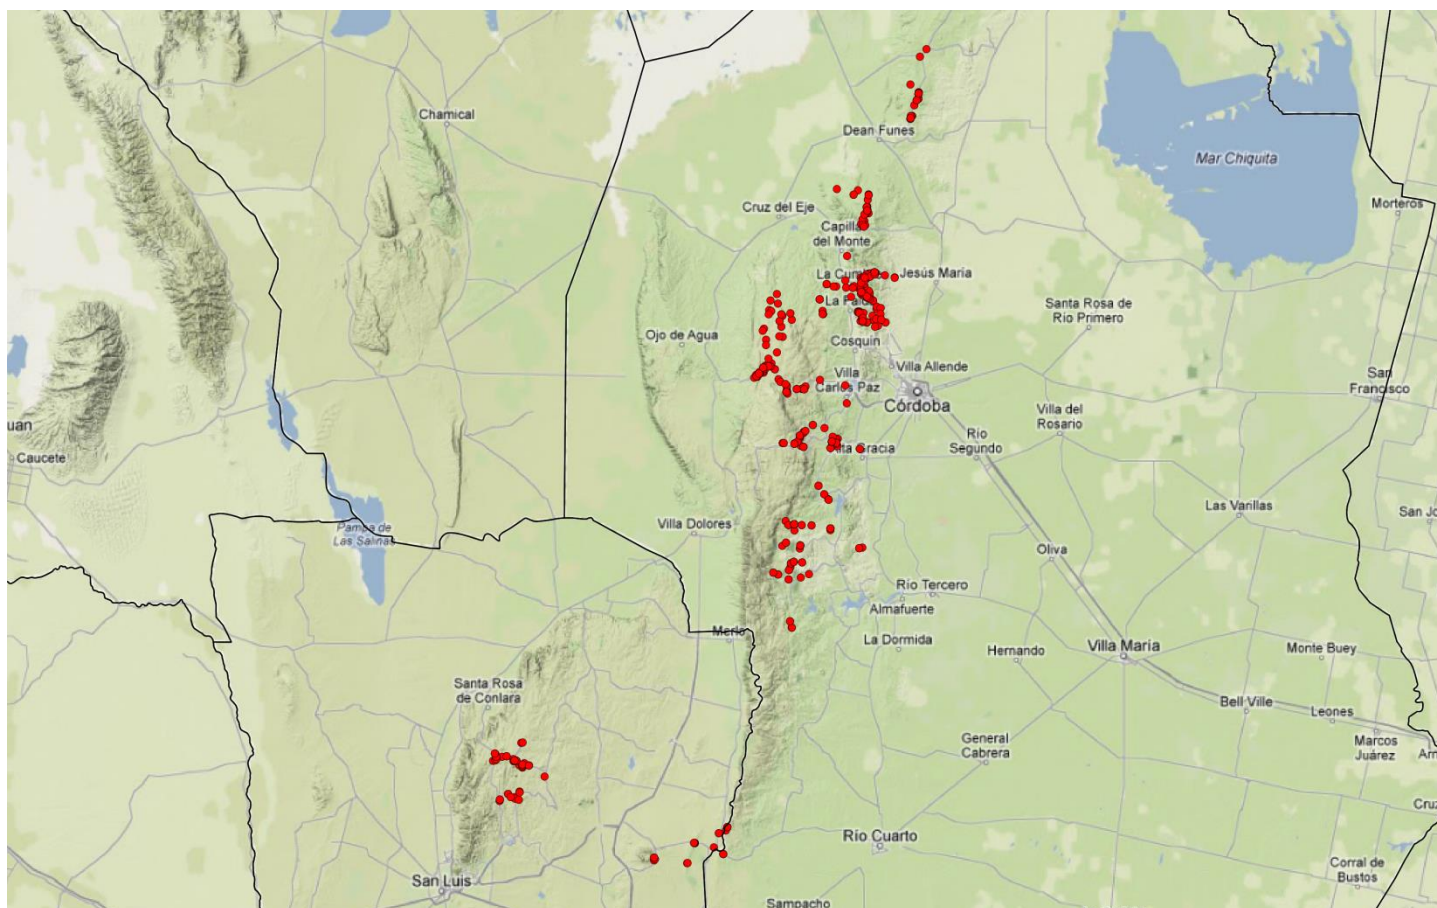 Chamical
Dean Funes
Mar Chiquita
Morteros
Cruz del Eje
Capilla
del Monte
Jesús María
Santa Rosa de
Río Primero
Ojo de Agua
Cosquín
Villa Allende
Villa
Carlos Paz
San
Francisco
Córdoba
Villa del
Rosario
Caucete
Río
Segundo
Las Varillas
Villa Dolores
Pampa de
Las Salinas
Oliva
Río Tercero
Almafuerte
Merlo
La Dormida
Hernando
Villa María
Monte Buey
Santa Rosa
de Conlara
Bell Ville
Leones
General
Cabrera
Marcos
Juárez
Río Cuarto
Corral de
Bustos
San Luis
Sampacho